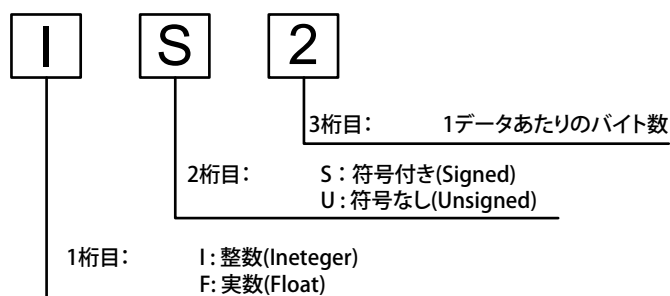 I S 2
3桁目： 1データあたりのバイト数
2桁目： S：符号付き(Signed)
U：符号なし(Unsigned)
1桁目： I：整数(Ineteger)
F：実数(Float)